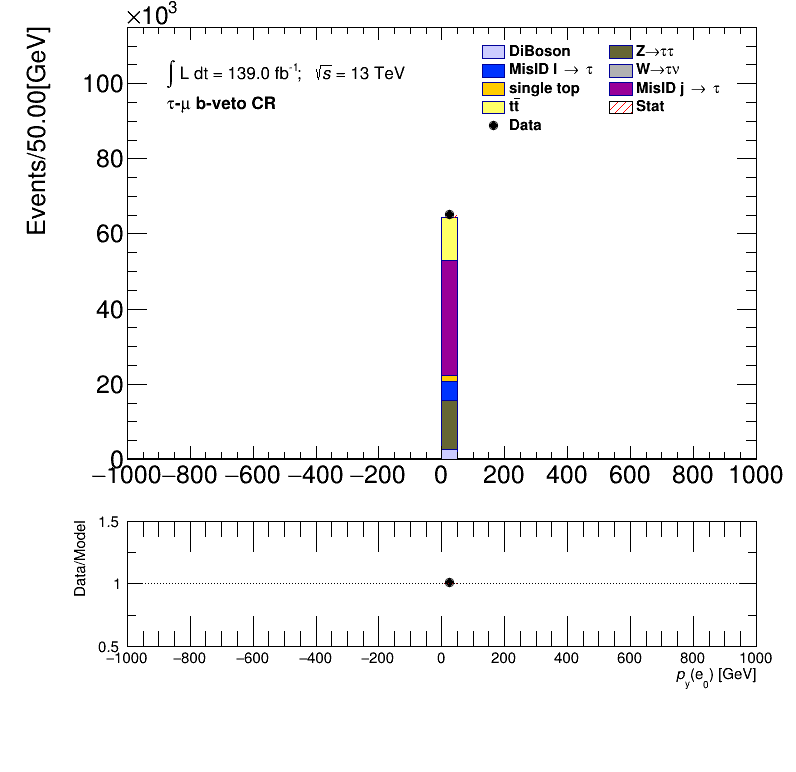 ×10³
Events/50.00[GeV]
∫ L dt = 139.0 fb⁻¹; √s = 13 TeV
τ-μ b-veto CR
DiBoson
MisID l → τ
single top
tt̄
Data
Z→ττ
W→τν
MisID j → τ
Stat
100
80
60
40
20
0
−1000 −800 −600 −400 −200 0 200 400 600 800 1000
Data/Model
1.5
1
0.5
−1000 −800 −600 −400 −200 0 200 400 600 800 1000
p_y(e_0) [GeV]